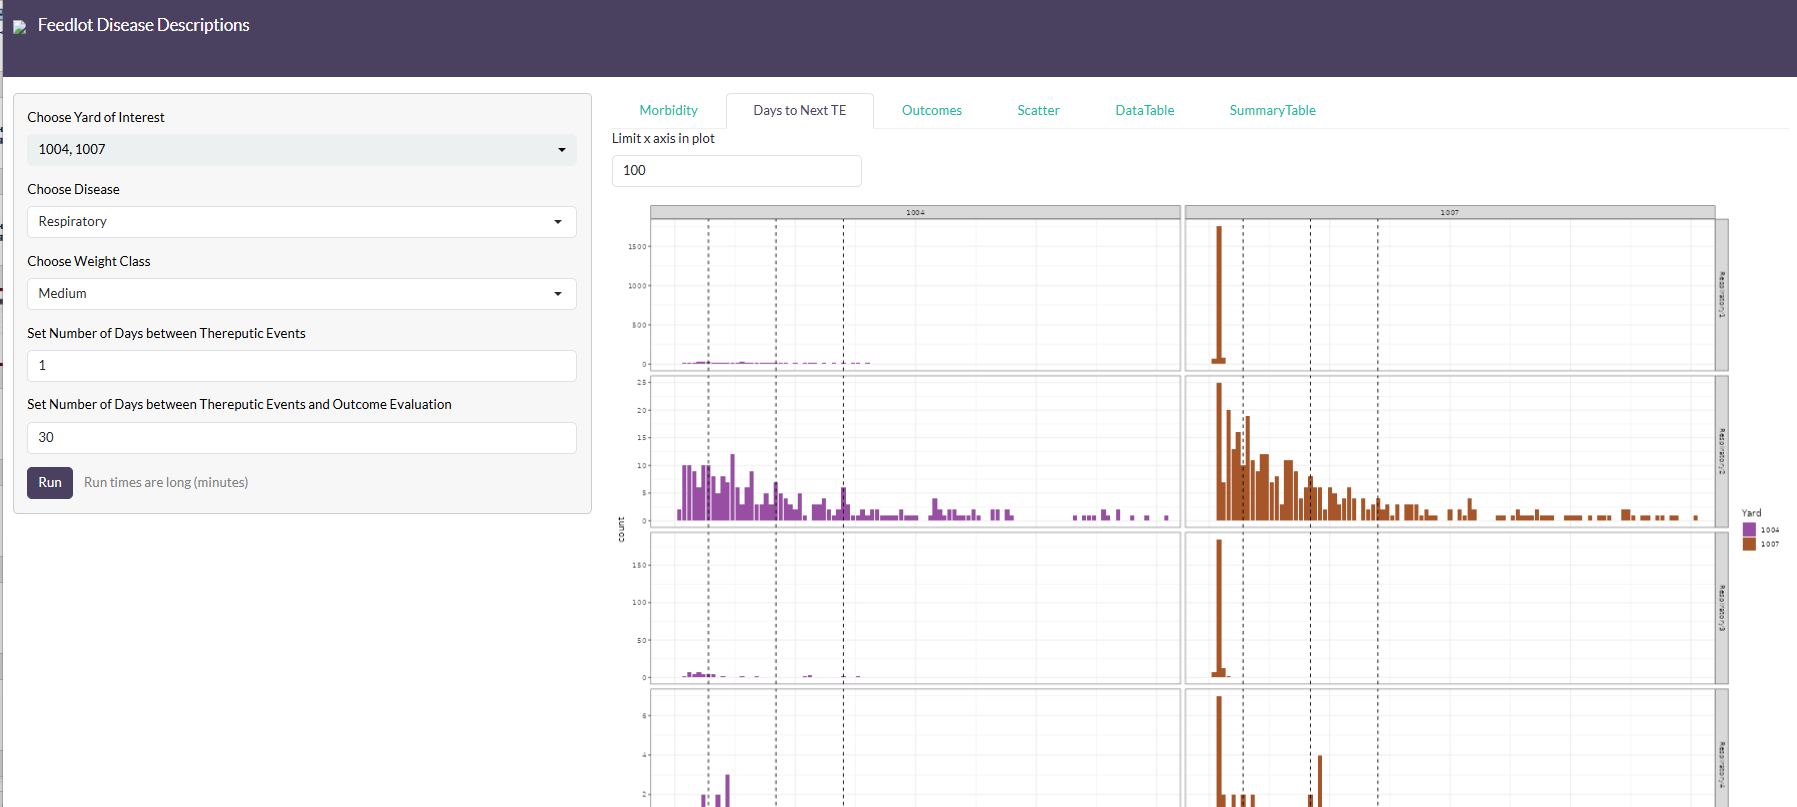 Feedlot Disease Descriptions
Choose Yard of Interest
1004, 1007
Choose Disease
Respiratory
Choose Weight Class
Medium
Set Number of Days between Thereputic Events
1
Set Number of Days between Thereputic Events and Outcome Evaluation
30
Run Run times are long (minutes)
Morbidity Days to Next TE Outcomes Scatter DataTable SummaryTable
Limit x axis in plot
100
1004 1007
1500
1000
500
0
Respiratory1
25
20
15
10
5
0
Respiratory2
150
100
50
0
Respiratory3
6
4
2
Respiratory4
count
Yard
1004
1007